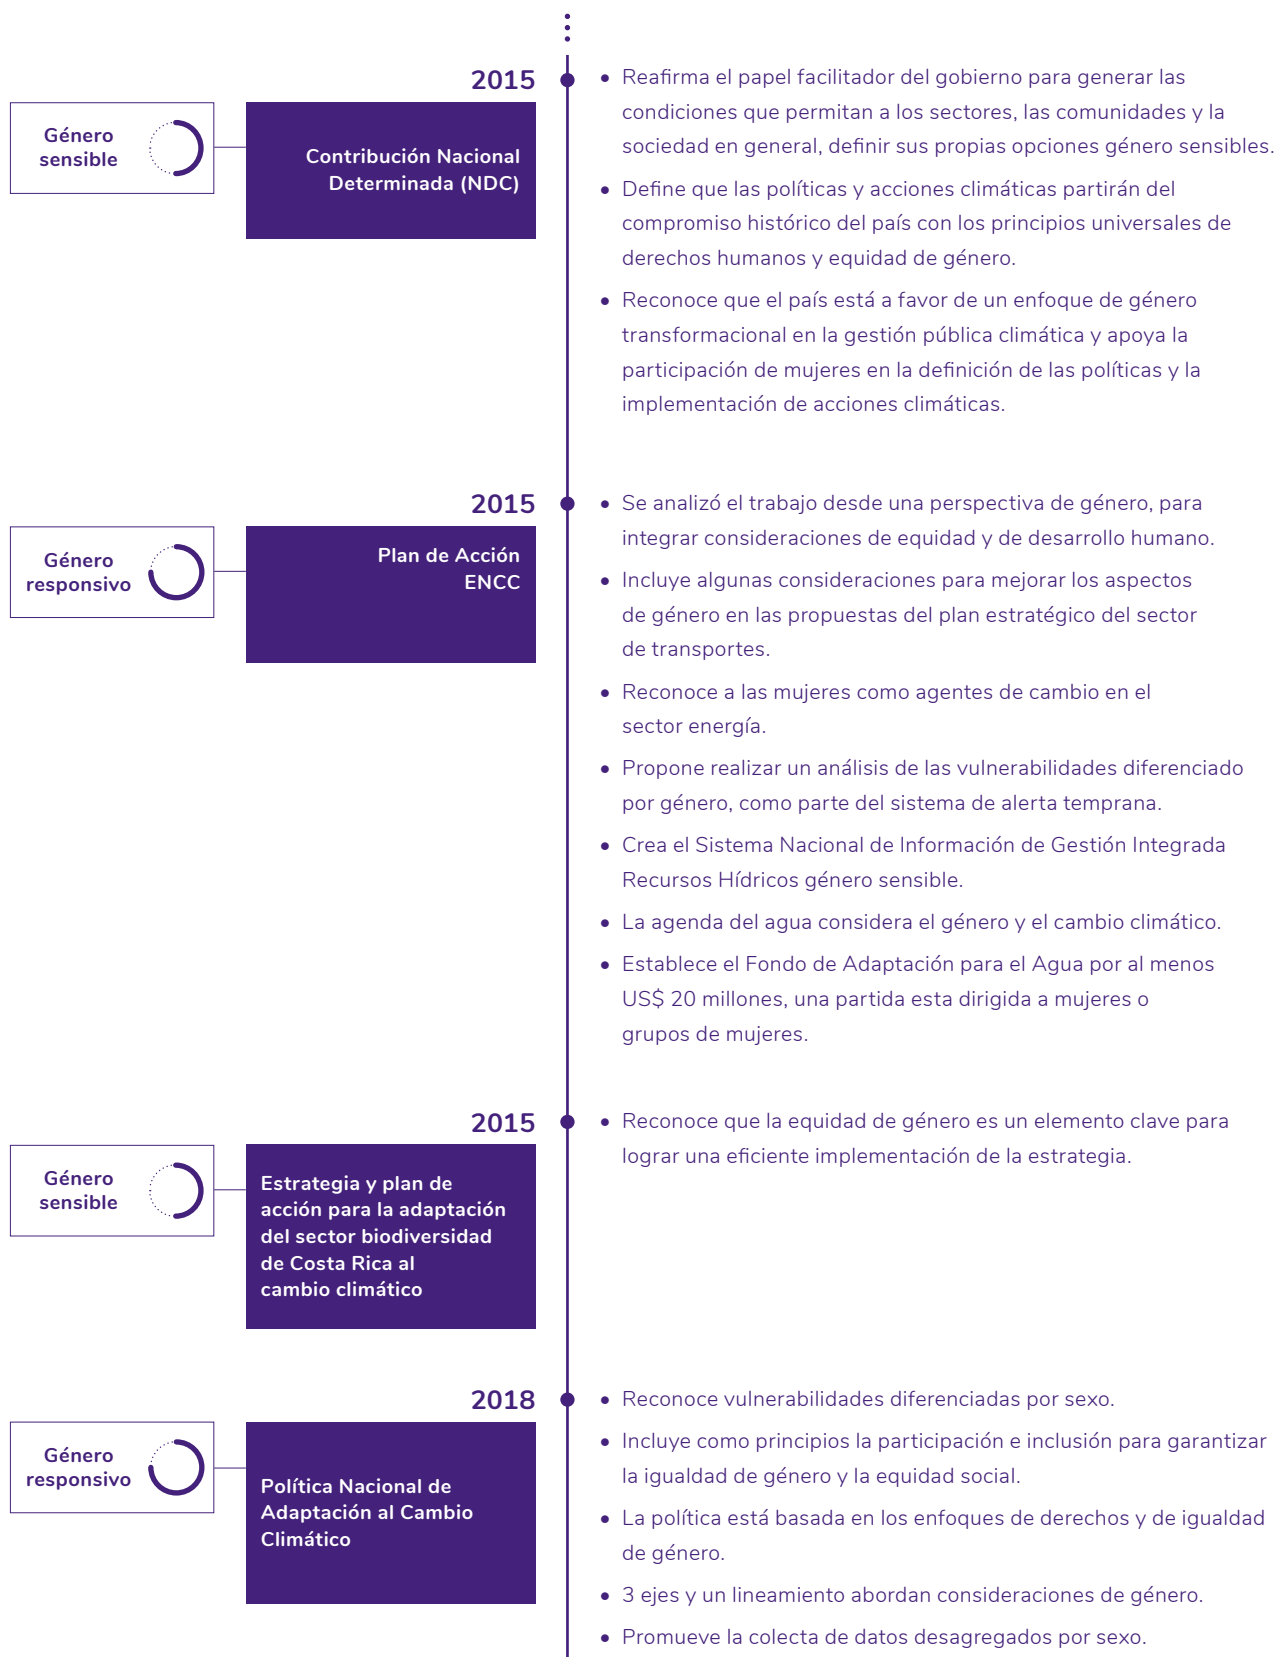 2015
Género
sensible
Contribución Nacional
Determinada (NDC)
• Reafirma el papel facilitador del gobierno para generar las
condiciones que permitan a los sectores, las comunidades y la
sociedad en general, definir sus propias opciones género sensibles.
• Define que las políticas y acciones climáticas partirán del
compromiso histórico del país con los principios universales de
derechos humanos y equidad de género.
• Reconoce que el país está a favor de un enfoque de género
transformacional en la gestión pública climática y apoya la
participación de mujeres en la definición de las políticas y la
implementación de acciones climáticas.
2015
Género
responsivo
Plan de Acción
ENCC
• Se analizó el trabajo desde una perspectiva de género, para
integrar consideraciones de equidad y de desarrollo humano.
• Incluye algunas consideraciones para mejorar los aspectos
de género en las propuestas del plan estratégico del sector
de transportes.
• Reconoce a las mujeres como agentes de cambio en el
sector energía.
• Propone realizar un análisis de las vulnerabilidades diferenciado
por género, como parte del sistema de alerta temprana.
• Crea el Sistema Nacional de Información de Gestión Integrada
Recursos Hídricos género sensible.
• La agenda del agua considera el género y el cambio climático.
• Establece el Fondo de Adaptación para el Agua por al menos
US$ 20 millones, una partida esta dirigida a mujeres o
grupos de mujeres.
2015
Género
sensible
Estrategia y plan de
acción para la adaptación
del sector biodiversidad
de Costa Rica al
cambio climático
• Reconoce que la equidad de género es un elemento clave para
lograr una eficiente implementación de la estrategia.
2018
Género
responsivo
Política Nacional de
Adaptación al Cambio
Climático
• Reconoce vulnerabilidades diferenciadas por sexo.
• Incluye como principios la participación e inclusión para garantizar
la igualdad de género y la equidad social.
• La política está basada en los enfoques de derechos y de igualdad
de género.
• 3 ejes y un lineamiento abordan consideraciones de género.
• Promueve la colecta de datos desagregados por sexo.